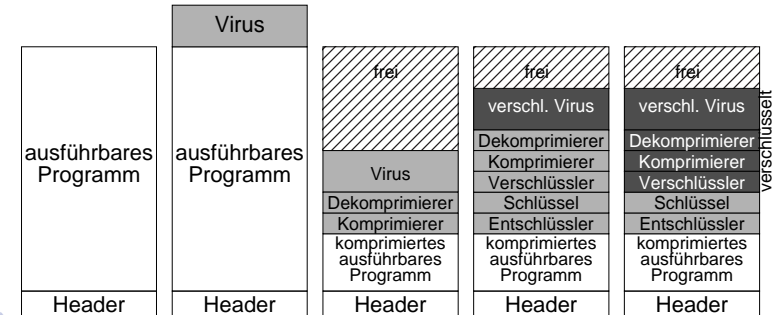 ausführbares
Programm
Header
Virus
ausführbares
Programm
Header
frei
Virus
Dekomprimierer
Komprimierer
komprimiertes
ausführbares
Programm
Header
frei
verschl. Virus
Dekomprimierer
Komprimierer
Verschlüssler
Schlüssel
Entschlüssler
komprimiertes
ausführbares
Programm
Header
frei
verschl. Virus
Dekomprimierer
Komprimierer
Verschlüssler
Schlüssel
Entschlüssler
komprimiertes
ausführbares
Programm
Header
verschlüsselt